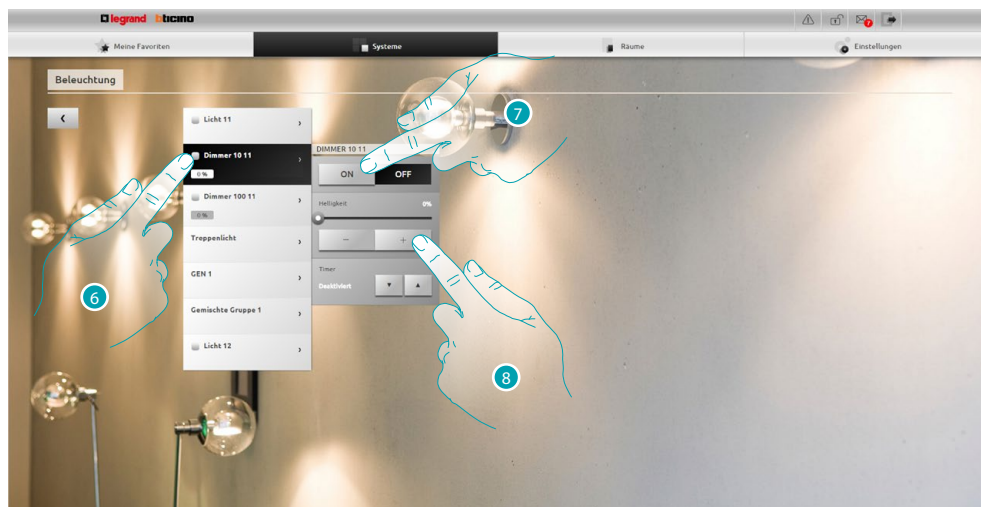 legrand bticino
7
Meine Favoriten
Systeme
Räume
Einstellungen
Beleuchtung
Licht 11
Dimmer 10 11
0 %
Dimmer 100 11
0 %
Treppenlicht
GEN 1
Gemischte Gruppe 1
Licht 12
DIMMER 10 11
ON OFF
Helligkeit 0%
− +
Timer
Deaktiviert
6
7
8